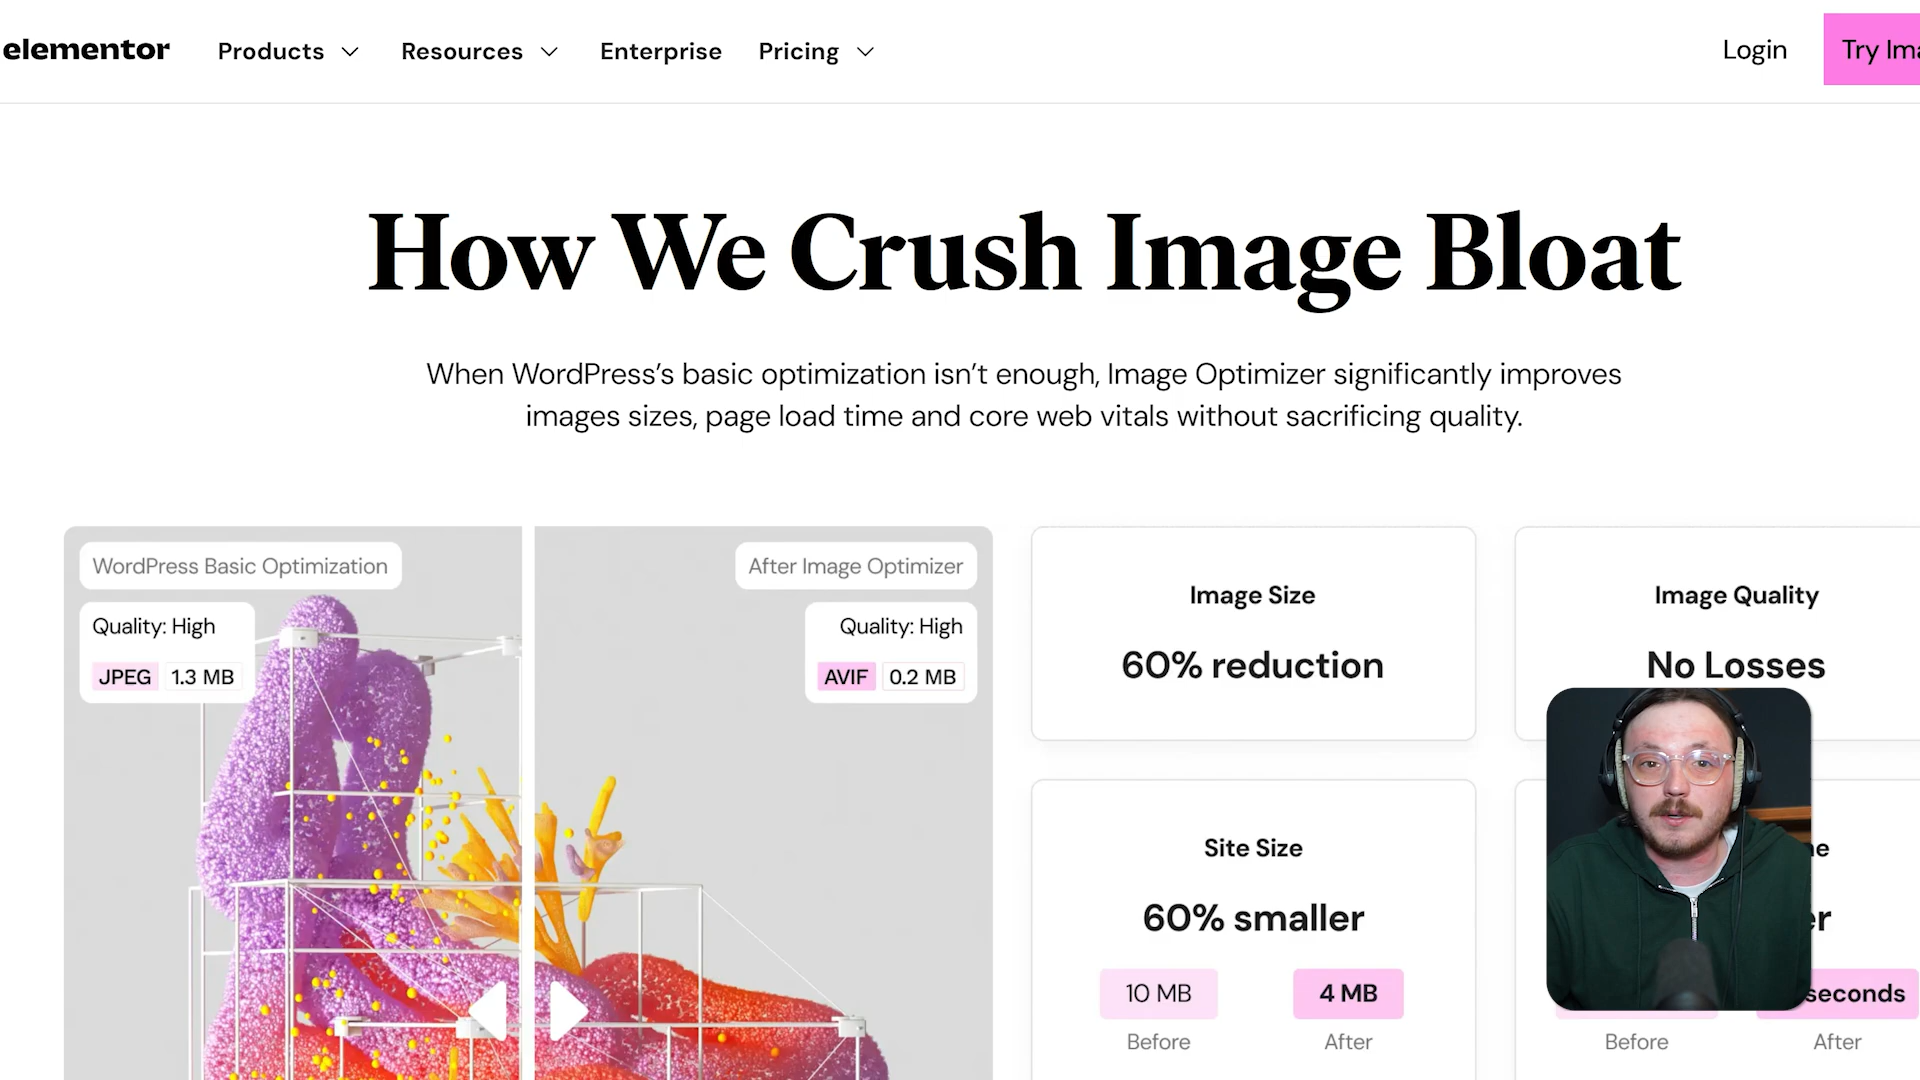 elementor
Products
Resources
Enterprise
Pricing
Login
Try
How We Crush Image Bloat
When WordPress’s basic optimization isn’t enough, Image Optimizer significantly improves
images sizes, page load time and core web vitals without sacrificing quality.
WordPress Basic Optimization
Quality: High
JPEG 1.3 MB
After Image Optimizer
Quality: High
AVIF 0.2 MB
Image Size
60% reduction
Image Quality
No Losses
Site Size
60% smaller
10 MB
Before
4 MB
After
seconds
Before
After